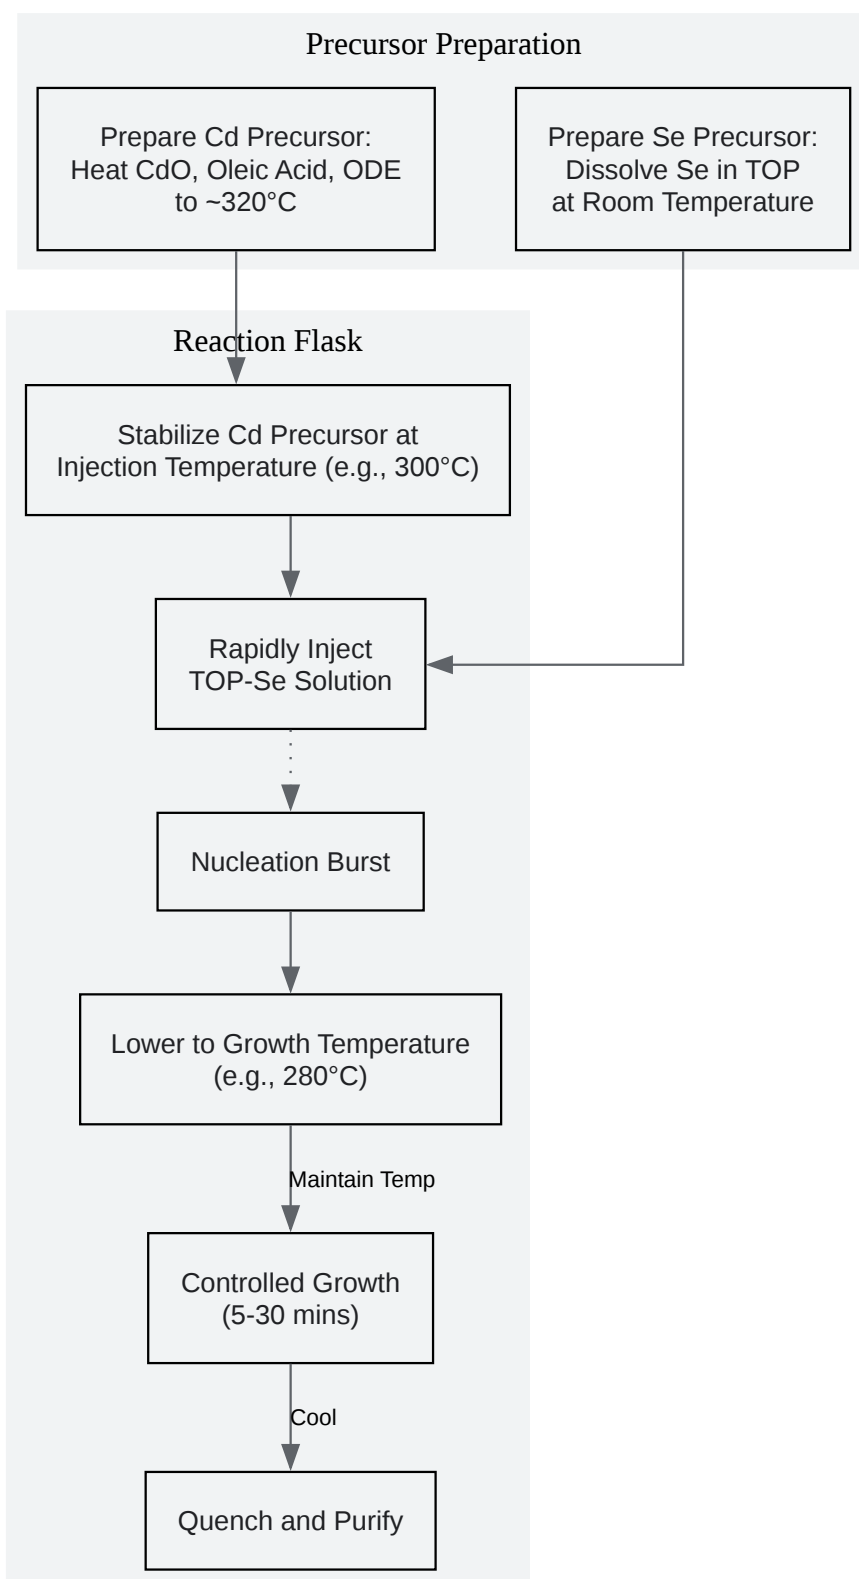 Precursor Preparation
Prepare Cd Precursor:
Heat CdO, Oleic Acid, ODE
to ~320°C
Prepare Se Precursor:
Dissolve Se in TOP
at Room Temperature
Reaction Flask
Stabilize Cd Precursor at
Injection Temperature (e.g., 300°C)
Rapidly Inject
TOP-Se Solution
Nucleation Burst
Lower to Growth Temperature
(e.g., 280°C)
Maintain Temp
Controlled Growth
(5-30 mins)
Cool
Quench and Purify